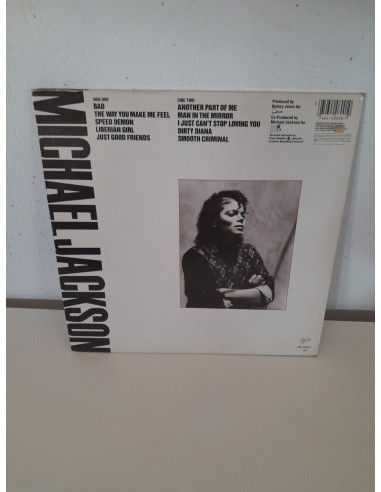 MICHAEL JACKSON
SIDE ONE
BAD
THE WAY YOU MAKE ME FEEL
SPEED DEMON
LIBERIAN GIRL
JUST GOOD FRIENDS
SIDE TWO
ANOTHER PART OF ME
MAN IN THE MIRROR
I JUST CAN'T STOP LOVING YOU
DIRTY DIANA
SMOOTH CRIMINAL
Produced by
Quincy Jones for
Co-Produced by
Michael Jackson for